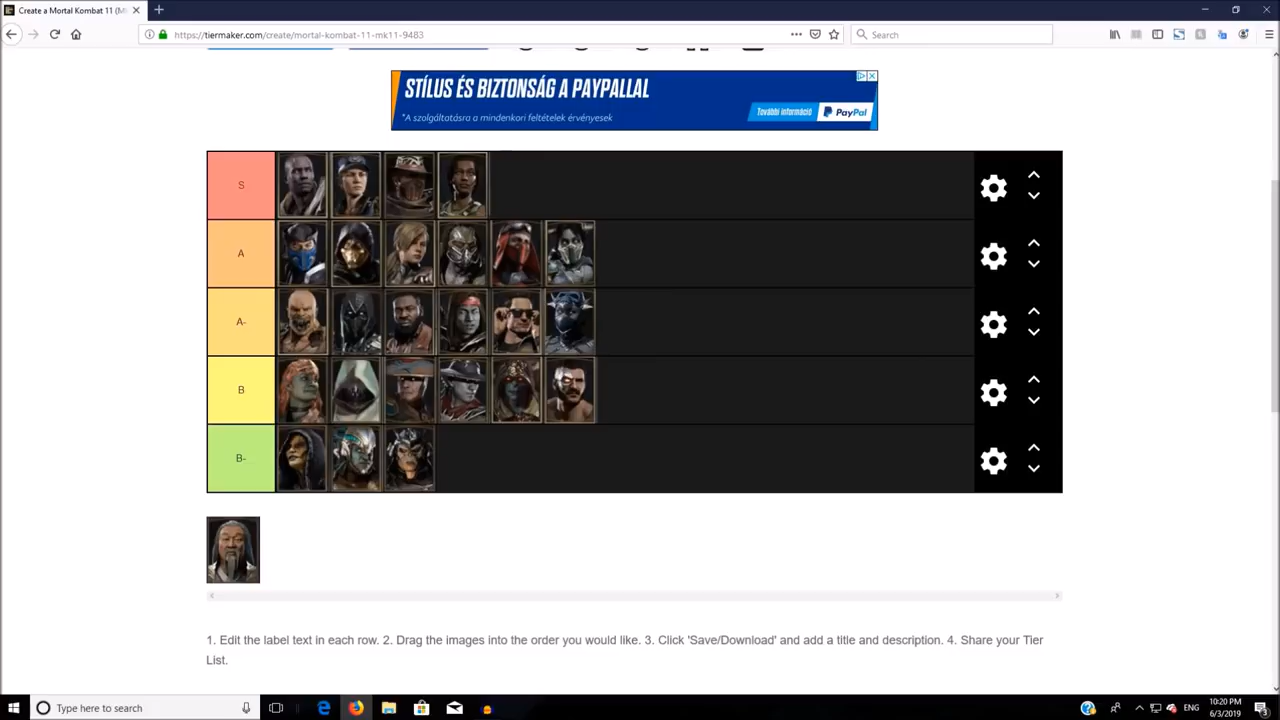 Create a Mortal Kombat 11 (M
https://tiermaker.com/create/mortal-kombat-11-mk11-9483
Search
STÍLUS ÉS BIZTONSÁG A PAYPALLAL
*A szolgáltatásra a mindenkori feltételek érvényesek
További információ
PayPal
S
A
A-
B
B-
1. Edit the label text in each row. 2. Drag the images into the order you would like. 3. Click 'Save/Download' and add a title and description. 4. Share your Tier
List.
Type here to search
ENG
10:20 PM
6/3/2019
3